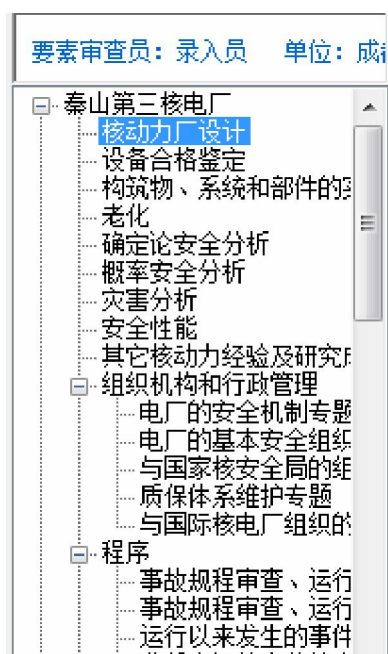 要素审查员：录入员 单位：成
秦山第三核电厂
核动力厂设计
设备合格鉴定
构筑物、系统和部件的
老化
确定论安全分析
概率安全分析
灾害分析
安全性能
其它核动力经验及研究
组织机构和行政管理
电厂的安全机制专题
电厂的基本安全组织
与国家核安全局的组
质保体系维护专题
与国际核电厂组织的
程序
事故规程审查、运行
事故规程审查、运行
运行以来发生的事件